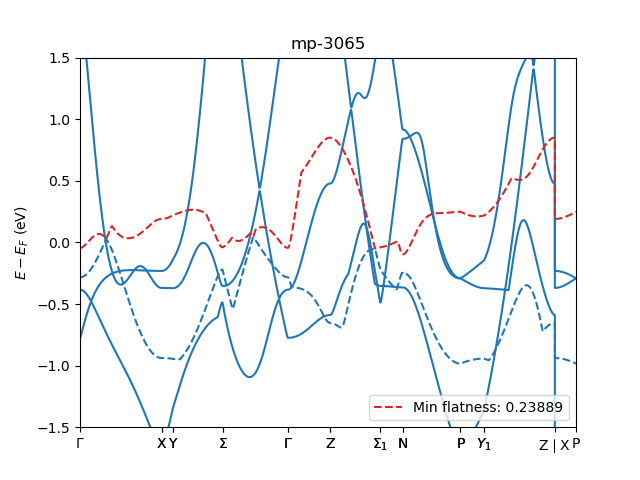 mp-3065
E − E_F (eV)
1.5
1.0
0.5
0.0
−0.5
−1.0
−1.5
Min flatness: 0.23889
Γ X Y Σ Γ Z Σ₁ N P Y₁ Z | X P